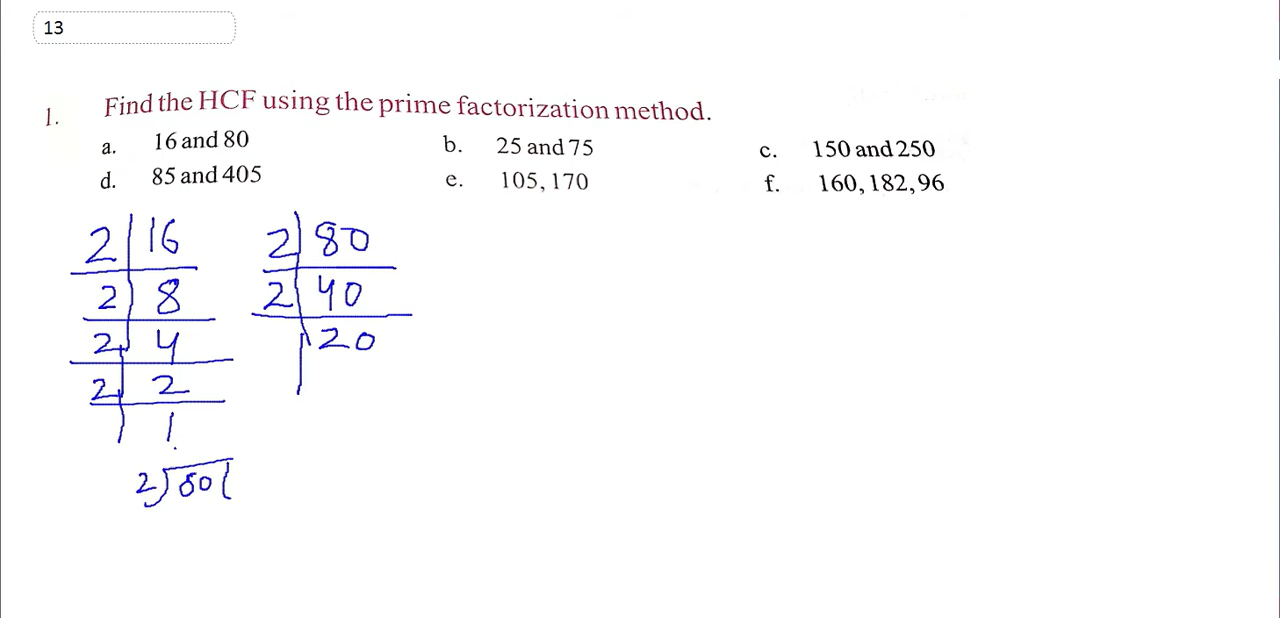 13
1. Find the HCF using the prime factorization method.
a. 16 and 80 b. 25 and 75 c. 150 and 250
d. 85 and 405 e. 105, 170 f. 160, 182, 96
2 16 2 80
2 8 2 40
2 4 20
2 2
1
2 80